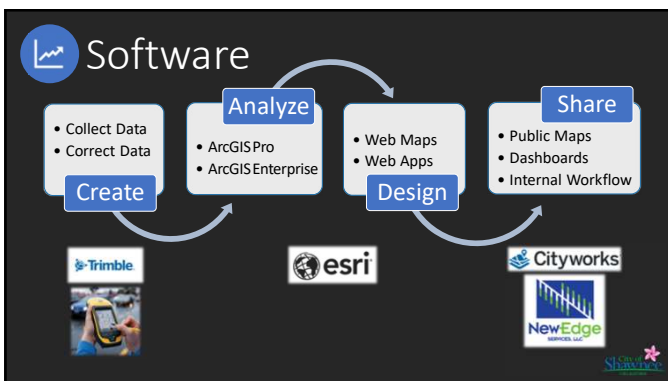 Software
• Collect Data
• Correct Data
Create
Analyze
• ArcGIS Pro
• ArcGIS Enterprise
• Web Maps
• Web Apps
Design
Share
• Public Maps
• Dashboards
• Internal Workflow
Trimble
esri
Cityworks
NewEdge
SERVICES, LLC
City of
Shawnee